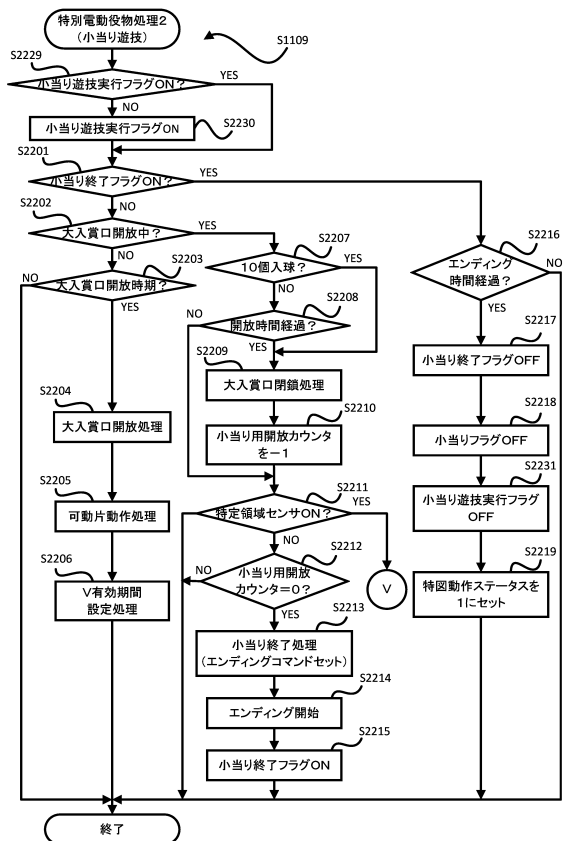 特別電動役物処理2
(小当り遊技)
S1109
S2229
小当り遊技実行フラグON?
YES
NO
小当り遊技実行フラグON
S2230
S2201
小当り終了フラグON?
YES
NO
S2202
大入賞口開放中?
YES
NO
S2203
NO
大入賞口開放時期?
YES
S2204
大入賞口開放処理
S2205
可動片動作処理
S2206
V有効期間
設定処理
S2207
10個入球?
YES
NO
S2208
NO
開放時間経過?
YES
S2209
大入賞口閉鎖処理
S2210
小当り用開放カウンタ
を-1
S2211
特定領域センサON?
YES
NO
V
S2212
NO
小当り用開放
カウンタ=0?
YES
S2213
小当り終了処理
(エンディングコマンドセット)
S2214
エンディング開始
S2215
小当り終了フラグON
S2216
エンディング
時間経過?
NO
YES
S2217
小当り終了フラグOFF
S2218
小当りフラグOFF
S2231
小当り遊技実行フラグ
OFF
S2219
特図動作ステータスを
1にセット
終了